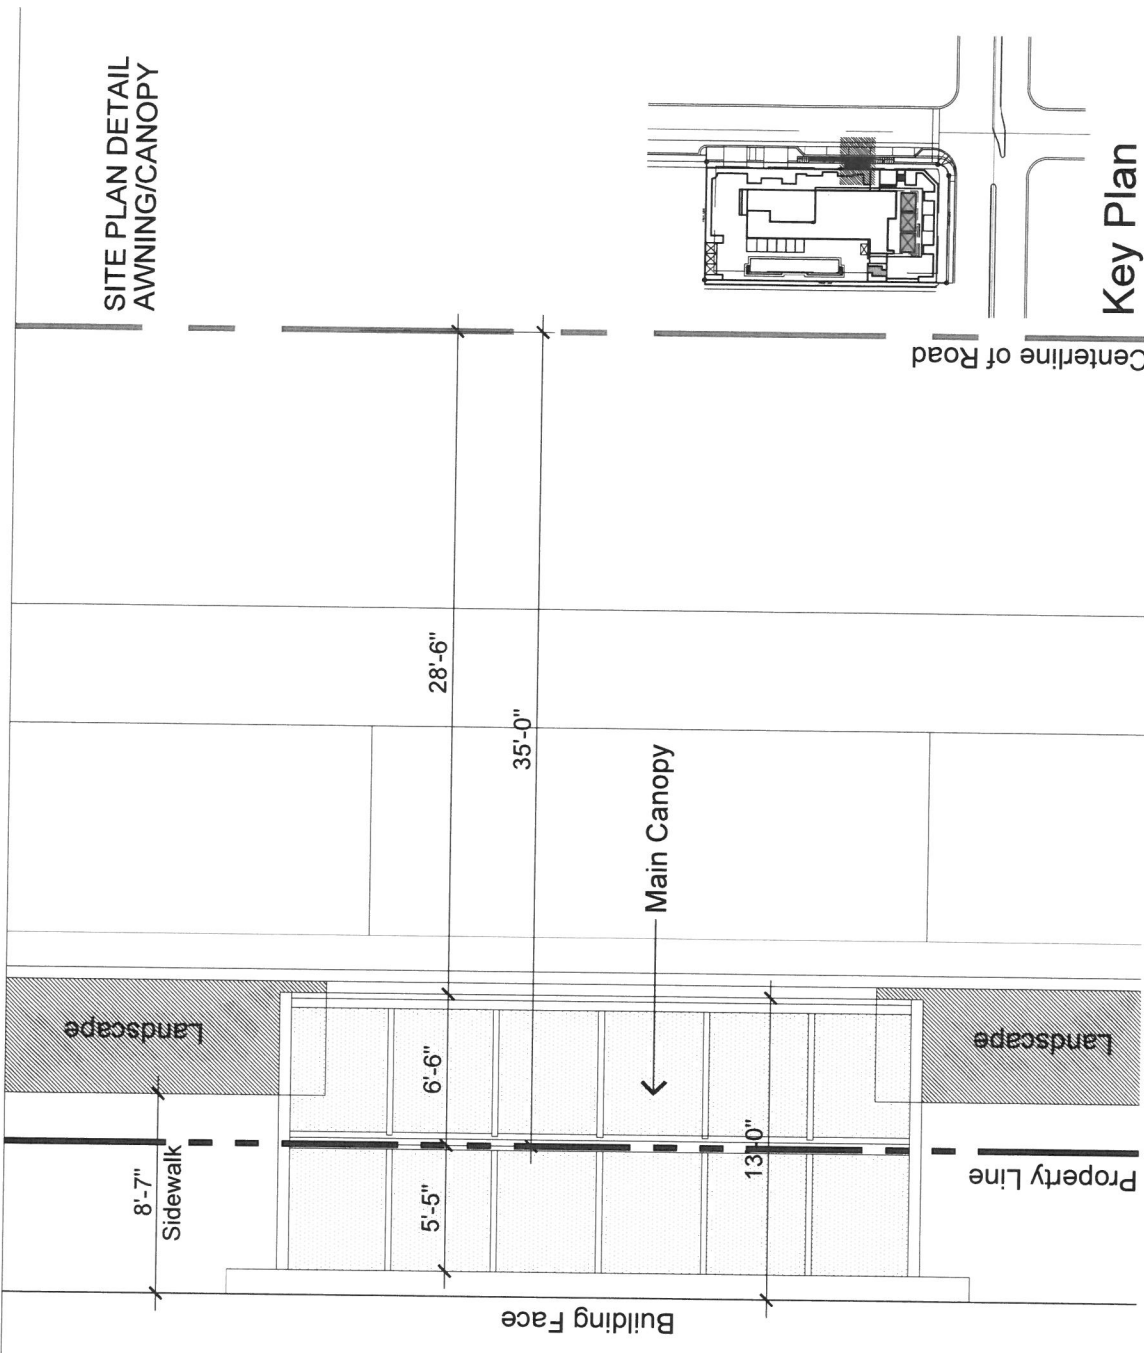 SITE PLAN DETAIL
AWNING/CANOPY
Key Plan
Centerline of Road
28'-6"
35'-0"
Main Canopy
Landscape
Landscape
6'-6"
13'-0"
5'-5"
8'-7"
Sidewalk
Property Line
Building Face